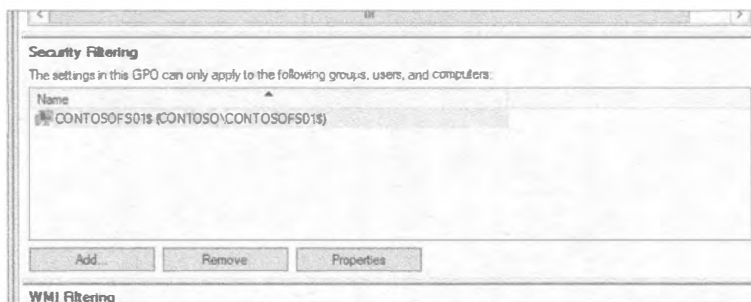 Security Filtering
The settings in this GPO can only apply to the following groups, users, and computers:
Name
CONTOSOFS01$ (CONTOSO\CONTOSOFS01$)
Add...
Remove
Properties
WMI Filtering